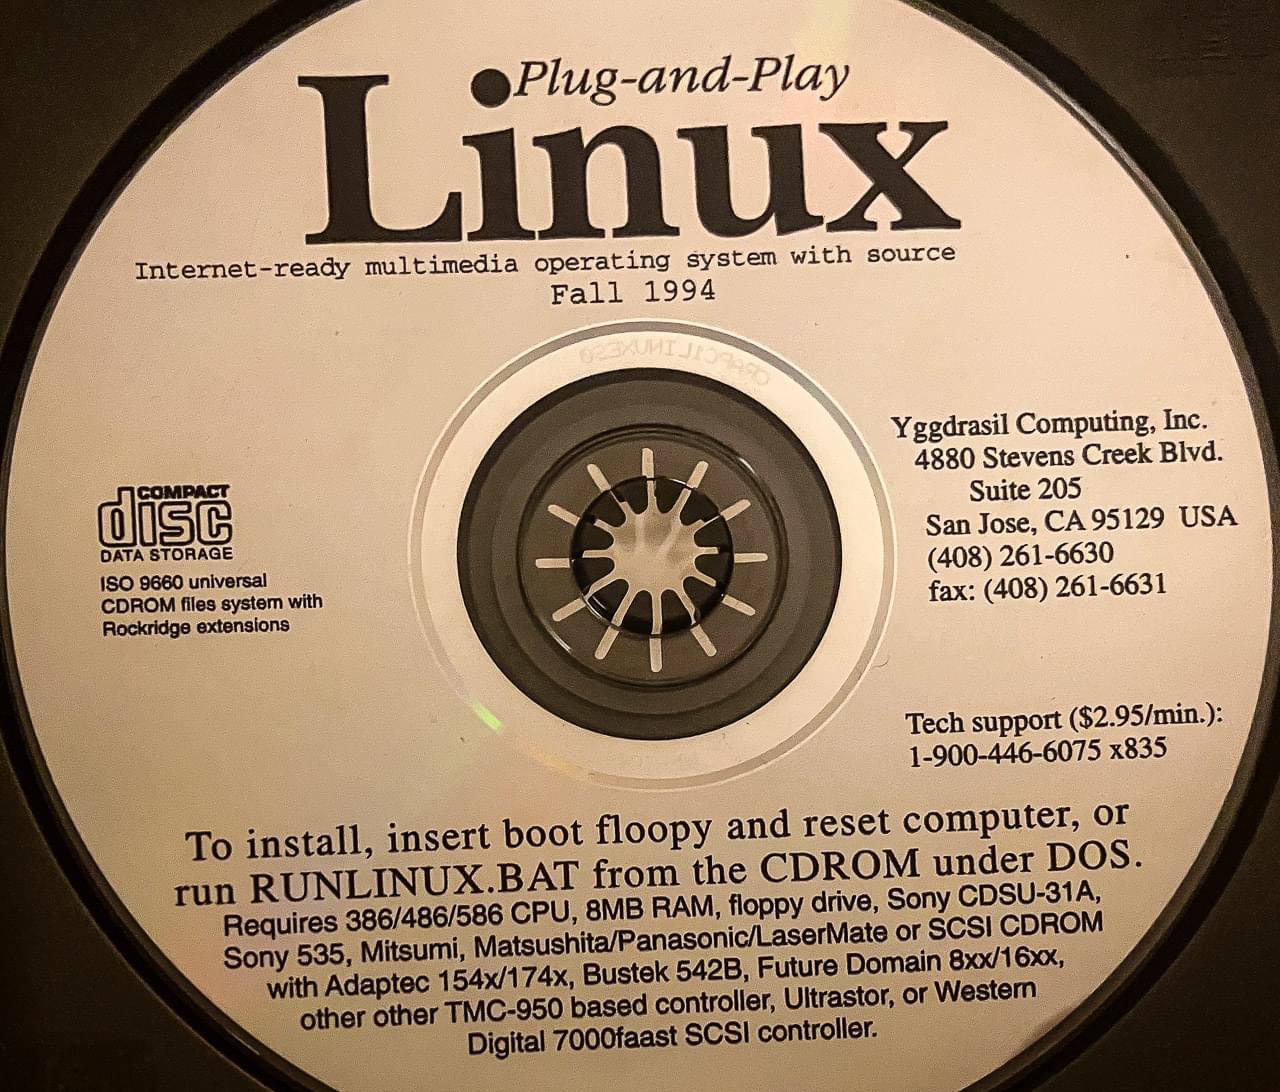 Plug-and-Play
Linux
Internet-ready multimedia operating system with source
Fall 1994
COMPACT
disc
DATA STORAGE
ISO 9660 universal
CDROM files system with
Rockridge extensions
Yggdrasil Computing, Inc.
4880 Stevens Creek Blvd.
Suite 205
San Jose, CA 95129 USA
(408) 261-6630
fax: (408) 261-6631
Tech support ($2.95/min.):
1-900-446-6075 x835
To install, insert boot floopy and reset computer, or
run RUNLINUX.BAT from the CDROM under DOS.
Requires 386/486/586 CPU, 8MB RAM, floppy drive, Sony CDSU-31A,
Sony 535, Mitsumi, Matsushita/Panasonic/LaserMate or SCSI CDROM
with Adaptec 154x/174x, Bustek 542B, Future Domain 8xx/16xx,
other other TMC-950 based controller, Ultrastor, or Western
Digital 7000faast SCSI controller.